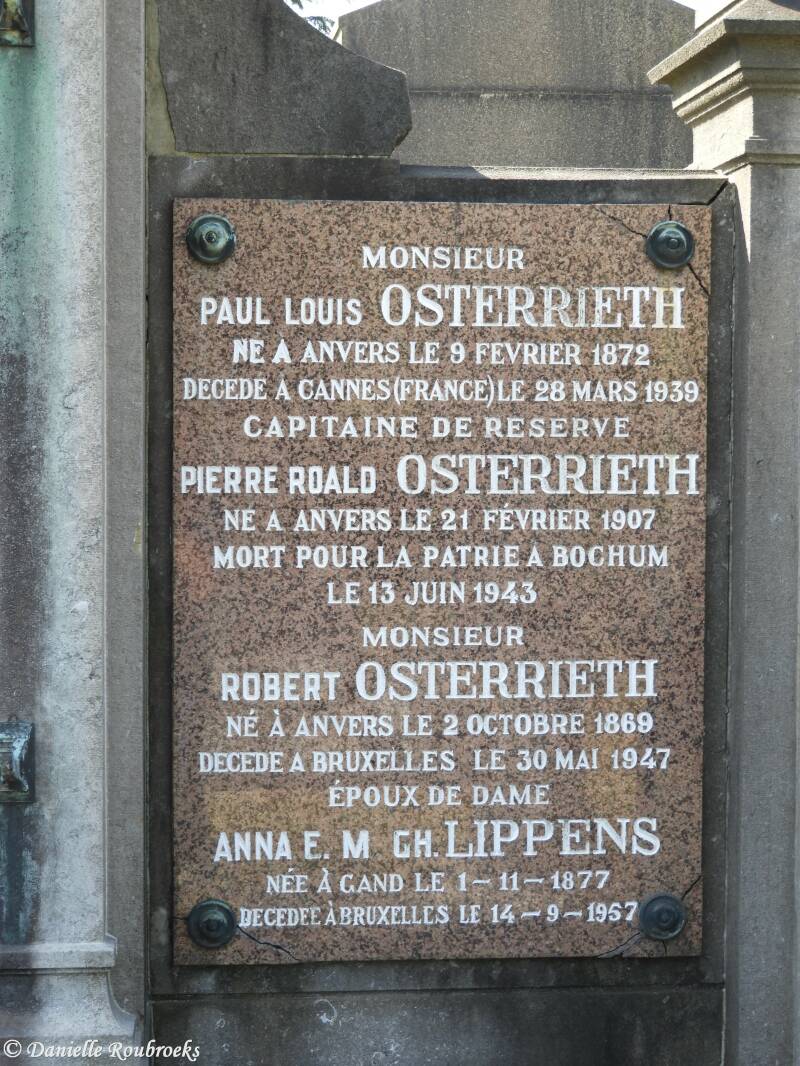 MONSIEUR
PAUL LOUIS OSTERRIETH
NE A ANVERS LE 9 FEVRIER 1872
DECEDE A CANNES (FRANCE) LE 28 MARS 1939
CAPITAINE DE RESERVE
PIERRE ROALD OSTERRIETH
NE A ANVERS LE 21 FÉVRIER 1907
MORT POUR LA PATRIE A BOCHUM
LE 13 JUIN 1943
MONSIEUR
ROBERT OSTERRIETH
NÉ À ANVERS LE 2 OCTOBRE 1869
DECEDE A BRUXELLES LE 30 MAI 1947
ÉPOUX DE DAME
ANNA E. M GH. LIPPENS
NÉE À GAND LE 1-11-1877
DECEDEE À BRUXELLES LE 14-9-1957
© Danielle Roubroeks